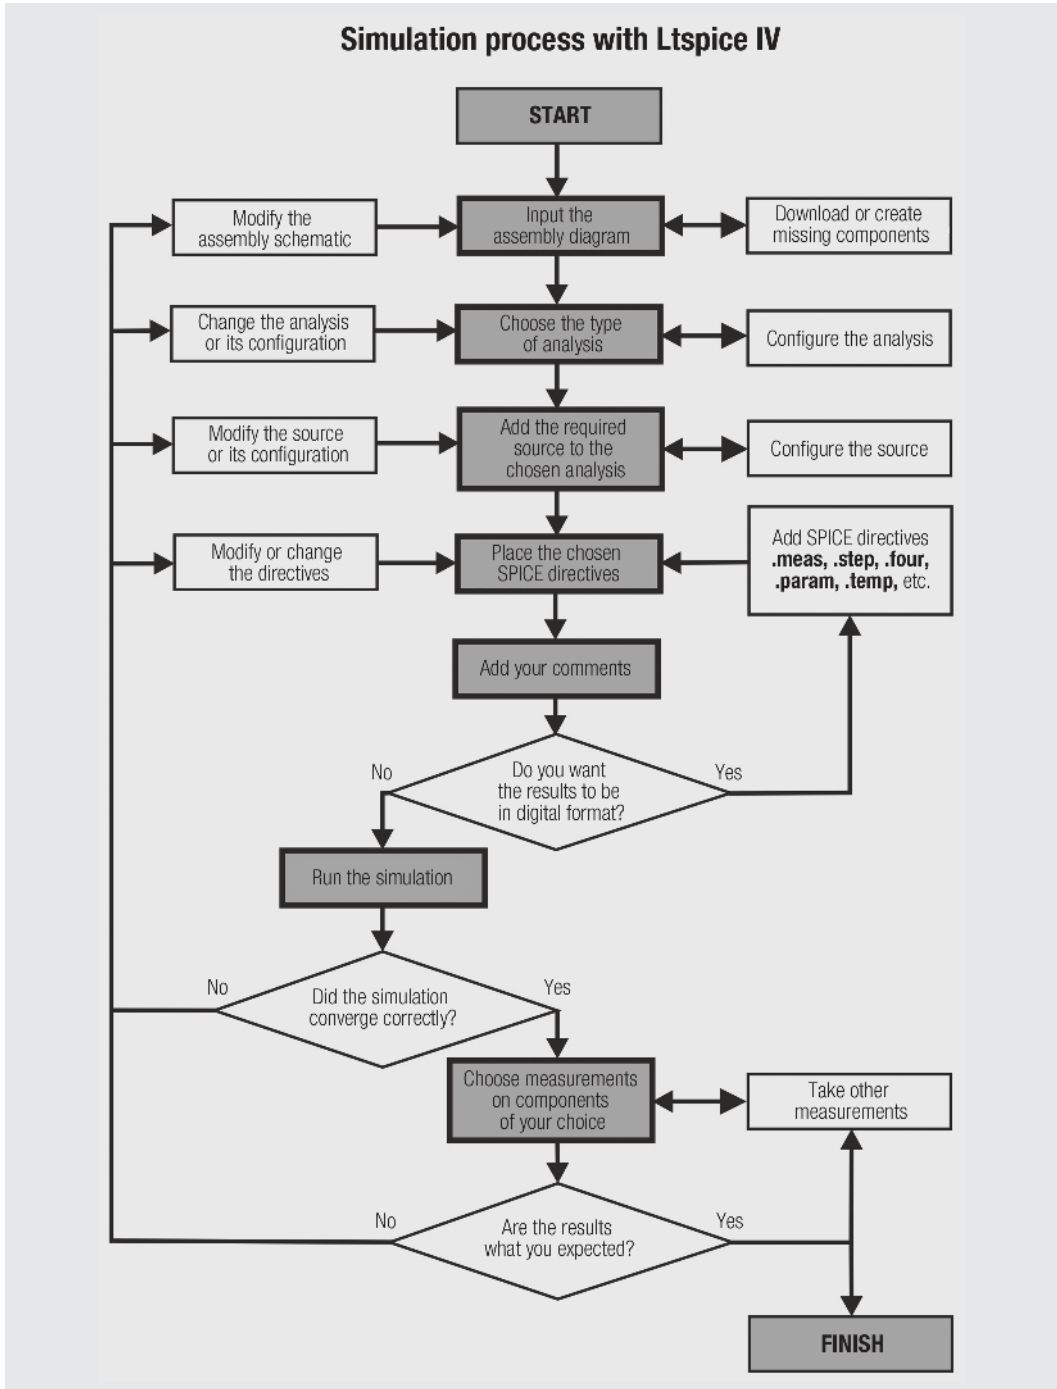 Simulation process with Ltspice IV
START
Modify the
assembly schematic
Input the
assembly diagram
Download or create
missing components
Change the analysis
or its configuration
Choose the type
of analysis
Configure the analysis
Modify the source
or its configuration
Add the required
source to the
chosen analysis
Configure the source
Modify or change
the directives
Place the chosen
SPICE directives
Add SPICE directives
.meas, .step, .four,
.param, .temp, etc.
Add your comments
No
Do you want
the results to be
in digital format?
Yes
Run the simulation
No
Did the simulation
converge correctly?
Yes
Choose measurements
on components
of your choice
Take other
measurements
No
Are the results
what you expected?
Yes
FINISH